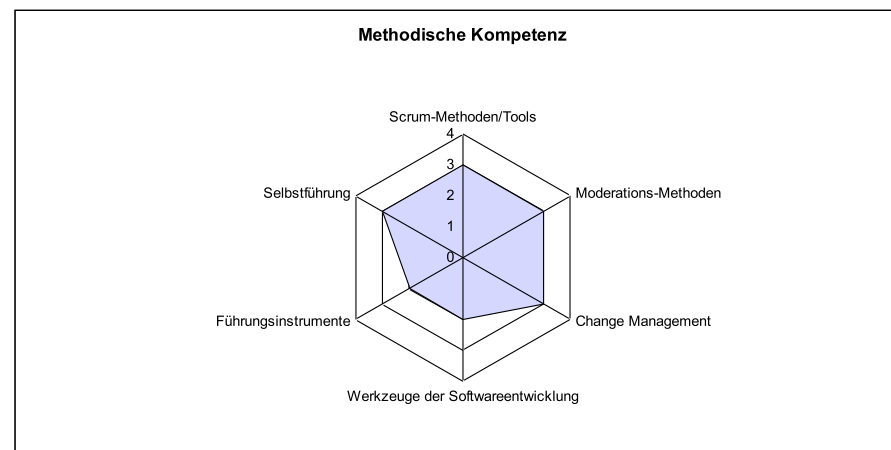 Methodische Kompetenz
Scrum-Methoden/Tools
4
3
2
1
0
Selbstführung
Moderations-Methoden
Führungsinstrumente
Change Management
Werkzeuge der Softwareentwicklung